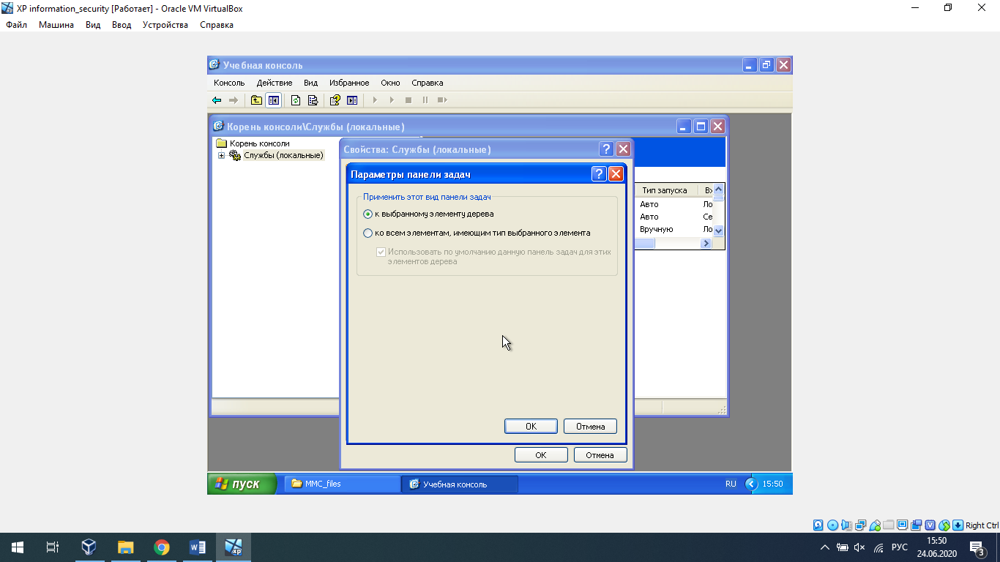 XP information_security [Работает] - Oracle VM VirtualBox
Файл Машина Вид Ввод Устройства Справка
Учебная консоль
Консоль Действие Вид Избранное Окно Справка
Корень консоли\Службы (локальные)
Корень консоли
Службы (локальные)
Свойства: Службы (локальные)
Параметры панели задач
Применить этот вид панели задач
к выбранному элементу дерева
ко всем элементам, имеющим тип выбранного элемента
Использовать по умолчанию данную панель задач для этих
элементов дерева
OK Отмена
OK Отмена
Тип запуска Вх
Авто Ло
Авто Се
Вручную Ло
пуск MMC_files Учебная консоль RU 15:50
Right Ctrl
W xp РУС 15:50
24.06.2020 3